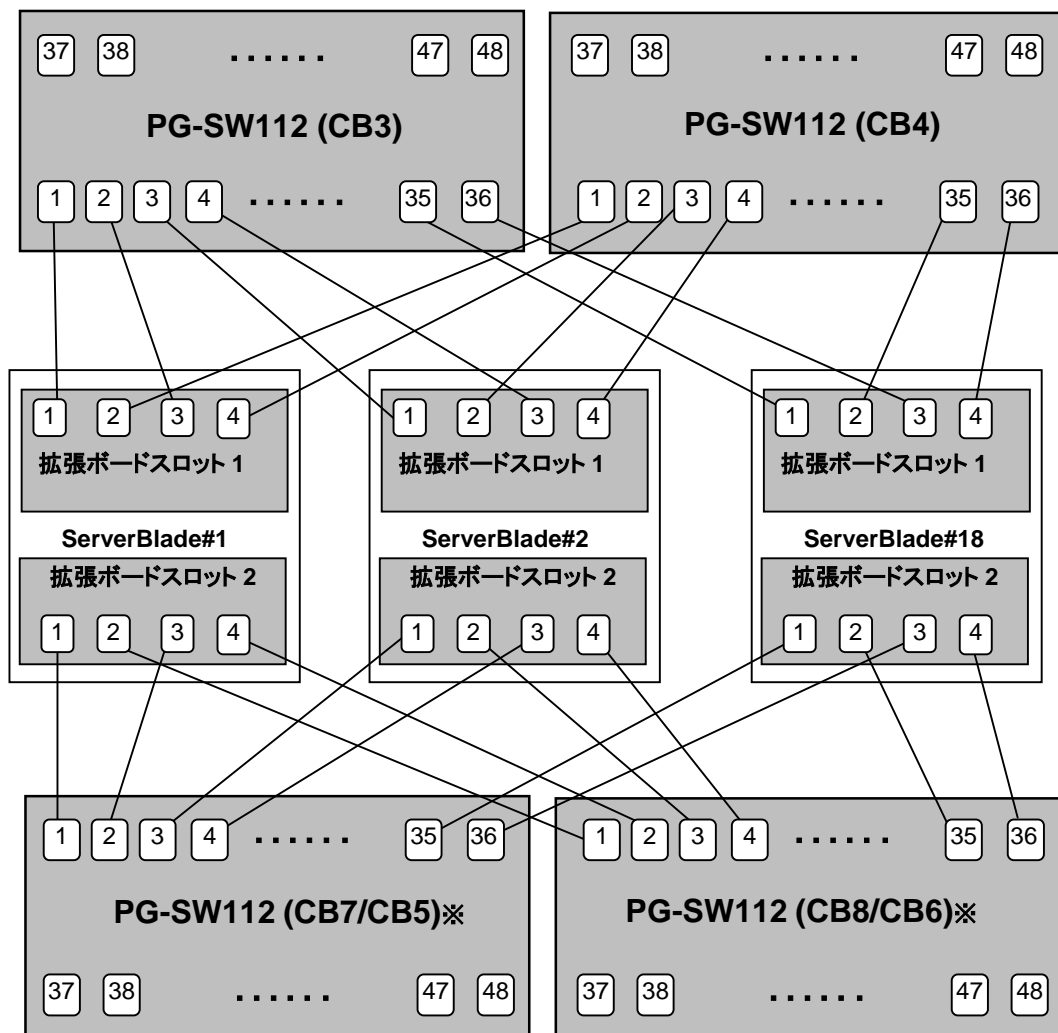 37 38 ・・・・・・ 47 48
PG-SW112 (CB3)
1 2 3 4 ・・・・・・ 35 36
37 38 ・・・・・・ 47 48
PG-SW112 (CB4)
1 2 3 4 ・・・・・・ 35 36
1 2 3 4
拡張ボードスロット 1
ServerBlade#1
拡張ボードスロット 2
1 2 3 4
1 2 3 4
拡張ボードスロット 1
ServerBlade#2
拡張ボードスロット 2
1 2 3 4
1 2 3 4
拡張ボードスロット 1
ServerBlade#18
拡張ボードスロット 2
1 2 3 4
1 2 3 4 ・・・・・・ 35 36
PG-SW112 (CB7/CB5)※
37 38 ・・・・・・ 47 48
1 2 3 4 ・・・・・・ 35 36
PG-SW112 (CB8/CB6)※
37 38 ・・・・・・ 47 48